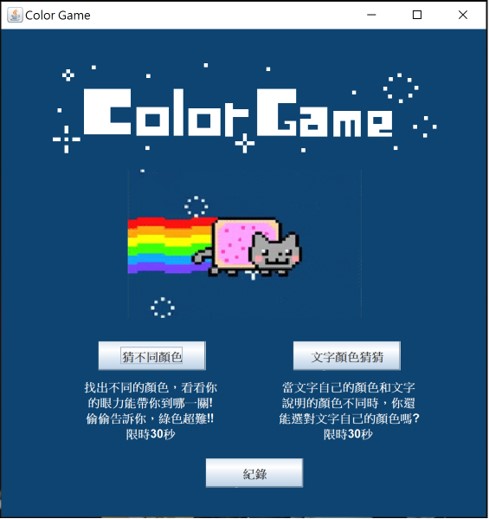 Color Game
Color Game
猜不同顏色
文字顏色猜猜
找出不同的顏色，看看你
的眼力能帶你到哪一關!
偷偷告訴你，綠色超難!!
限時30秒
當文字自己的顏色和文字
說明的顏色不同時，你還
能選對文字自己的顏色嗎?
限時30秒
紀錄